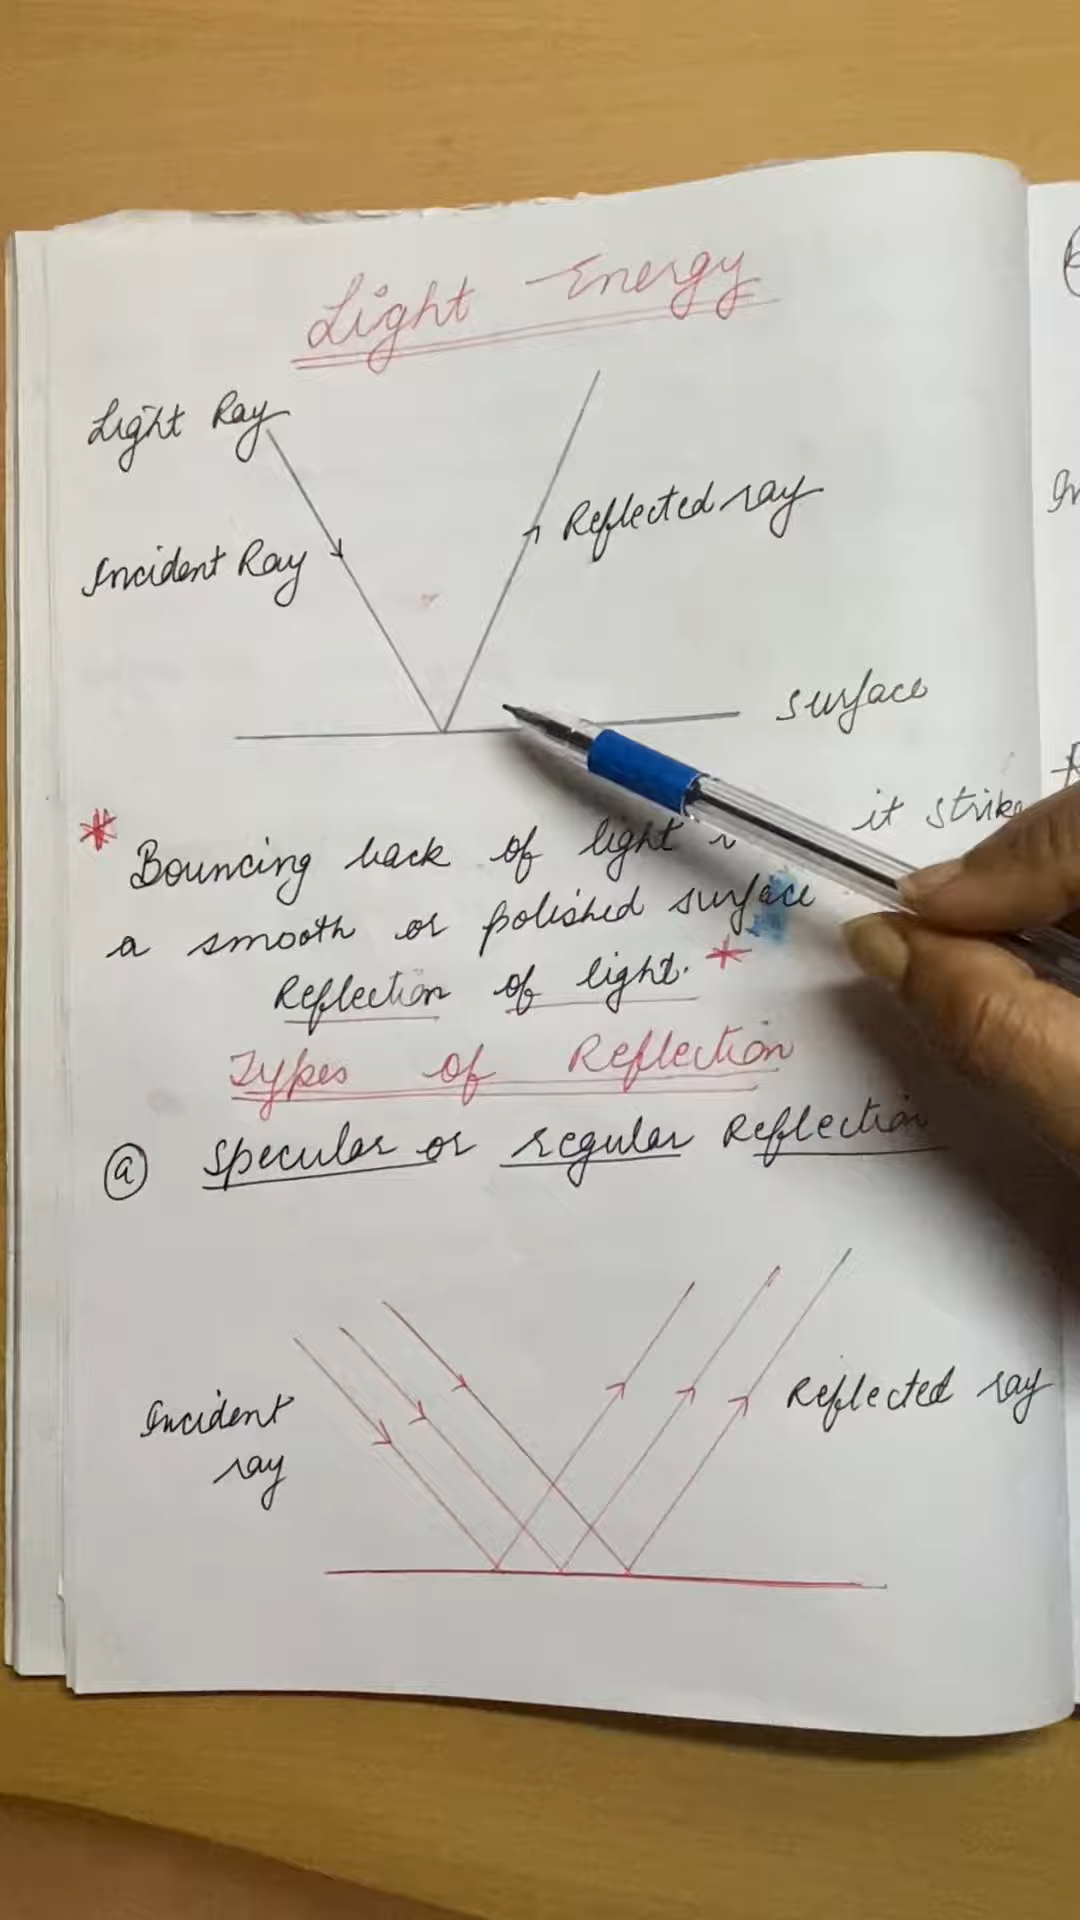 Light Energy
Light Ray
Reflected ray
Incident Ray
surface
* Bouncing back of light it strike
a smooth or polished surface
Reflection of light. *
Types of Reflection
(a) Specular or regular Reflection
Incident
ray
Reflected ray